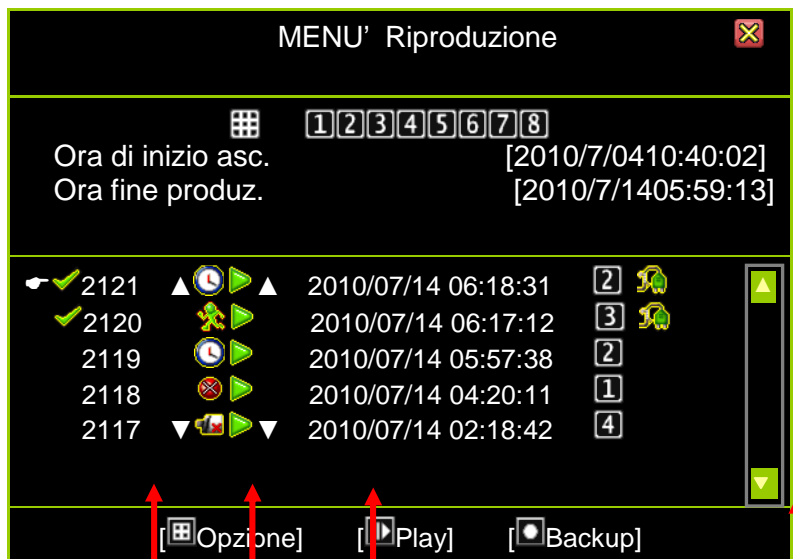 MENU’ Riproduzione
1 2 3 4 5 6 7 8
Ora di inizio asc. [2010/7/0410:40:02]
Ora fine produz. [2010/7/1405:59:13]
2121 2010/07/14 06:18:31 2
2120 2010/07/14 06:17:12 3
2119 2010/07/14 05:57:38 2
2118 2010/07/14 04:20:11 1
2117 2010/07/14 02:18:42 4
[Opzione] [Play] [Backup]